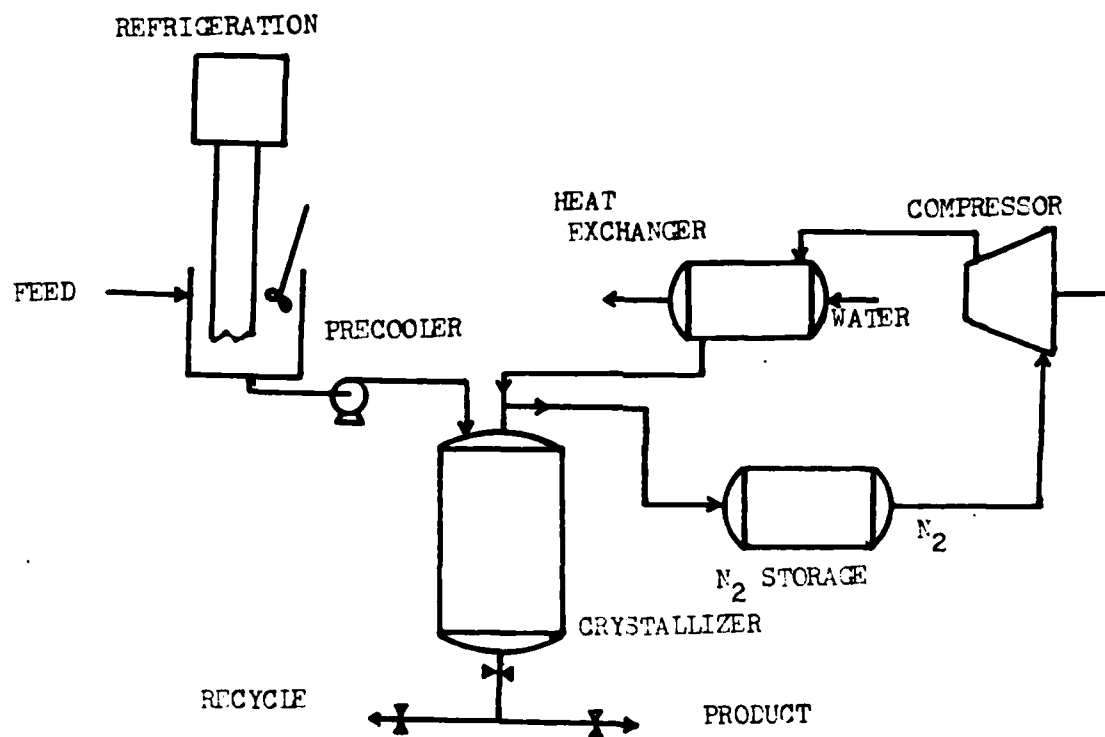 REFRIGERATION
HEAT
EXCHANGER
COMPRESSOR
FEED
PRECOOLER
WATER
N2
N2 STORAGE
CRYSTALLIZER
RECYCLE
PRODUCT